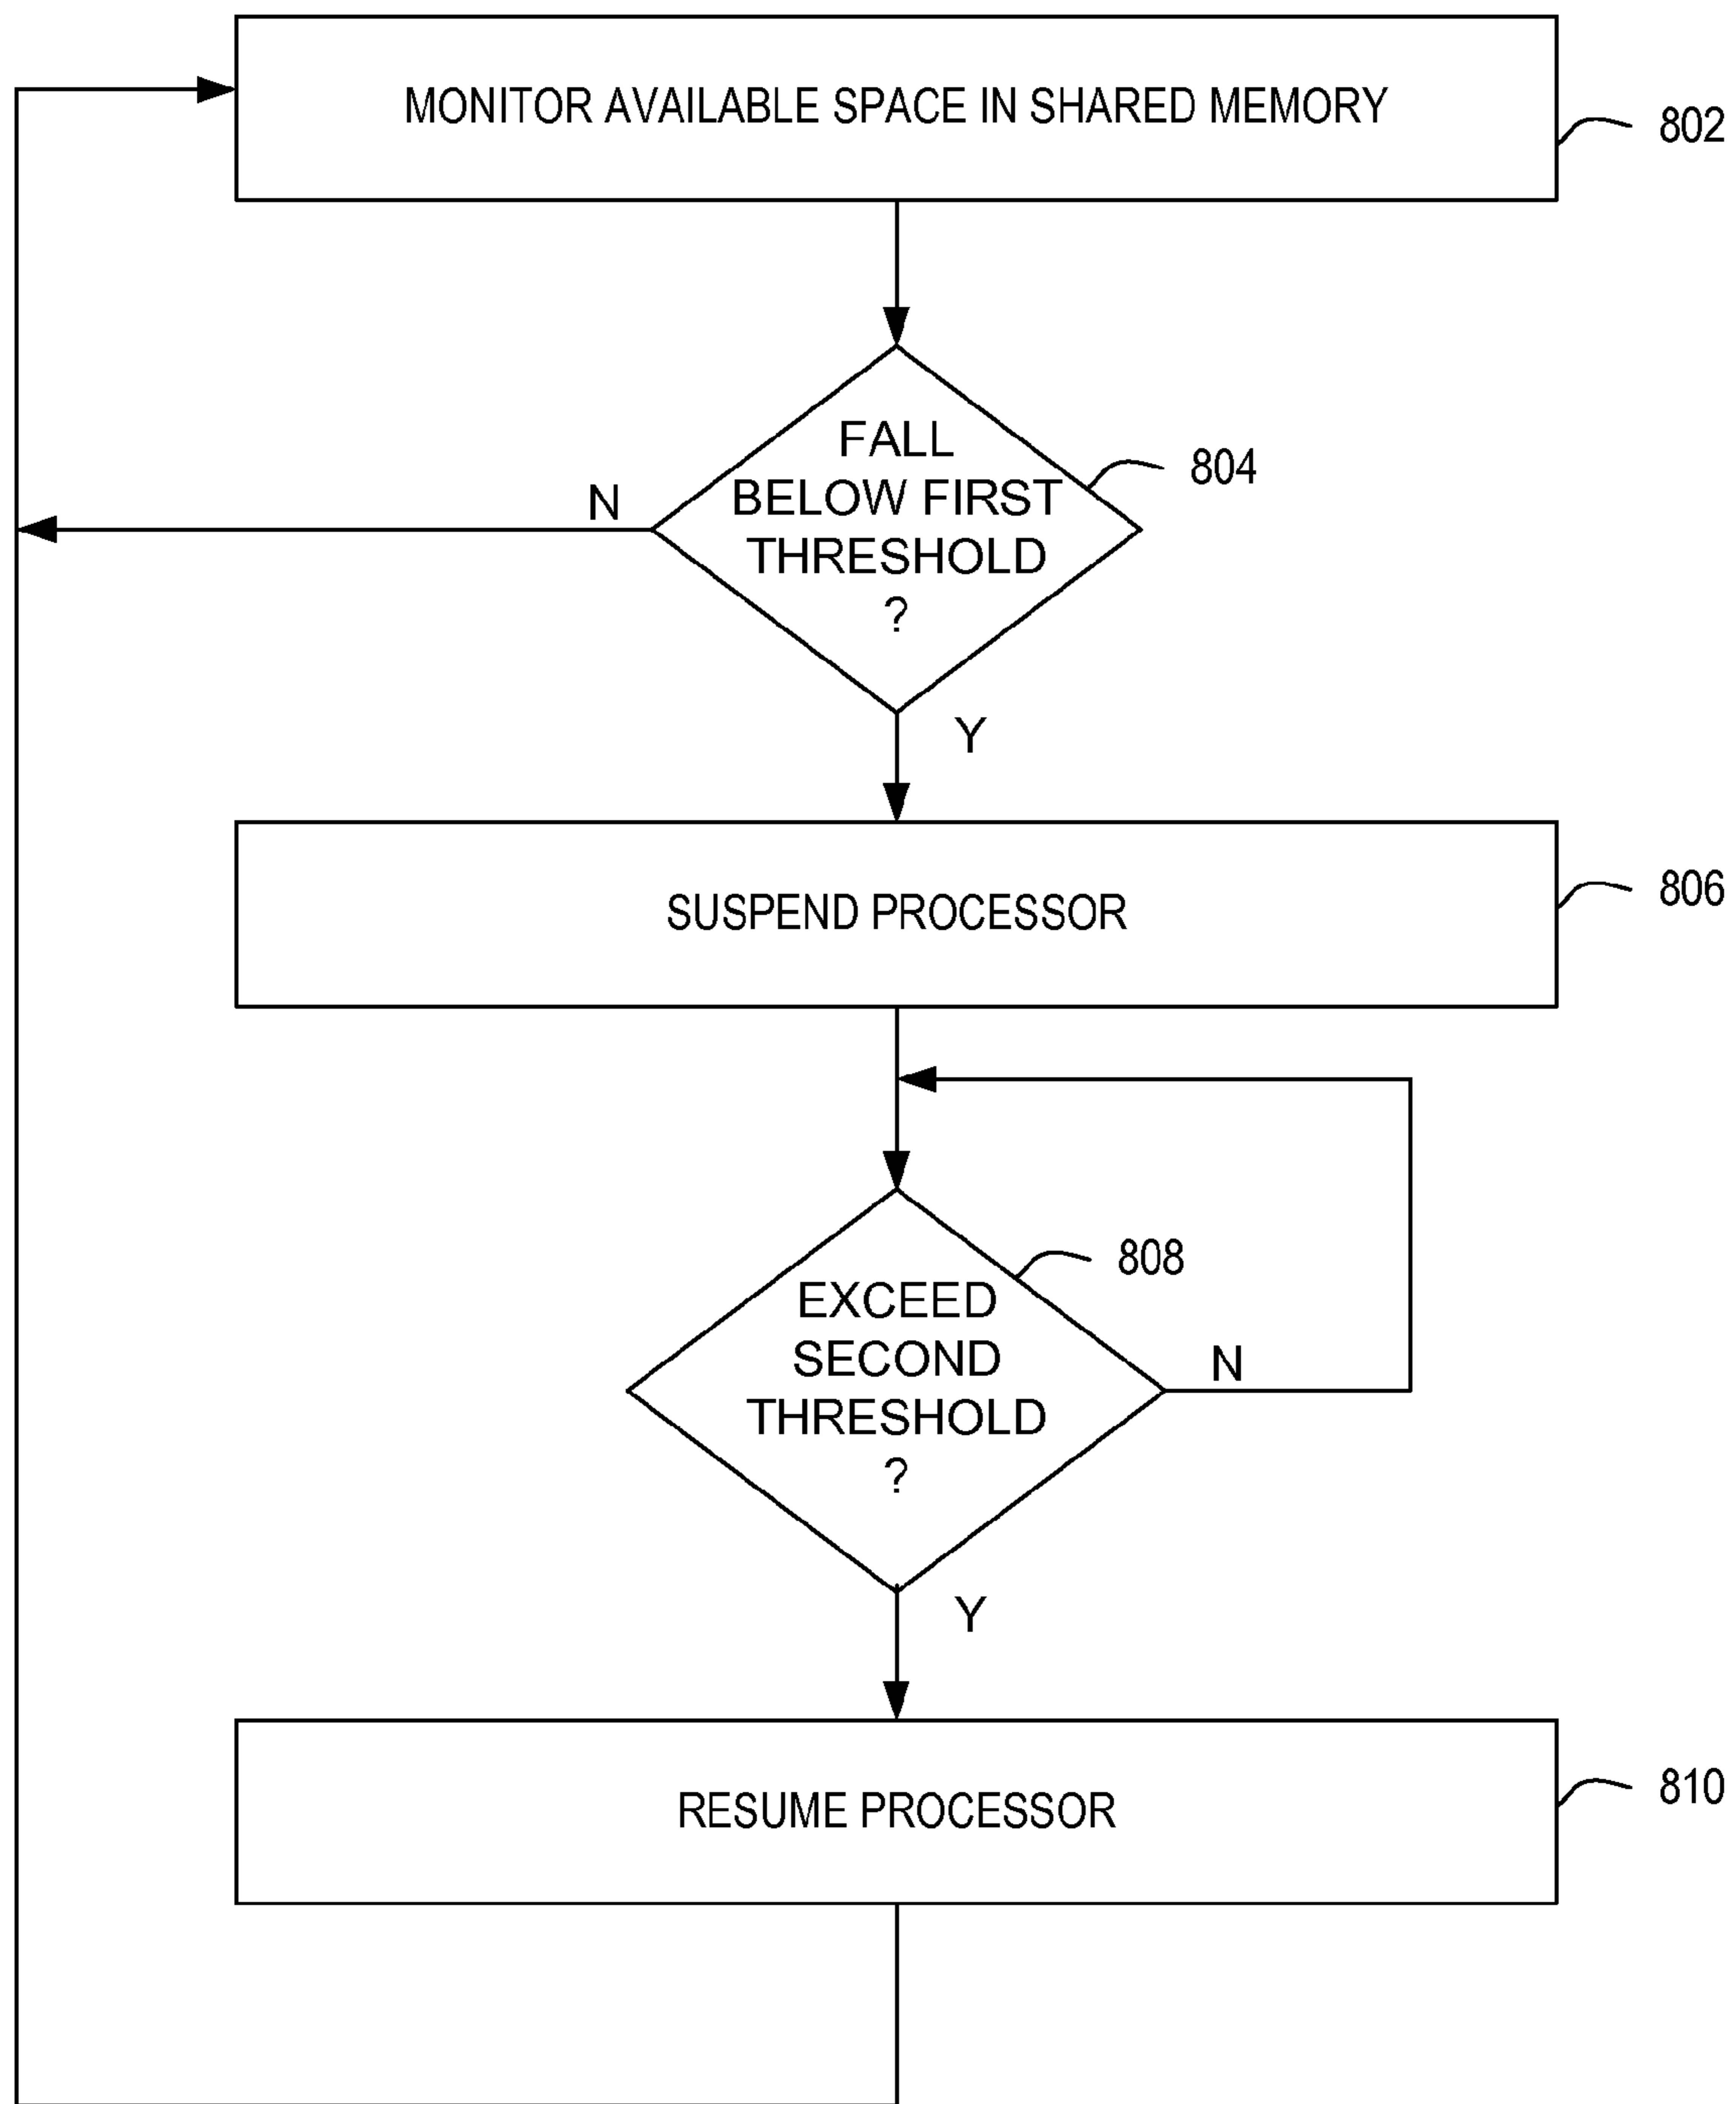 MONITOR AVAILABLE SPACE IN SHARED MEMORY
802
FALL
BELOW FIRST
THRESHOLD
?
804
N
Y
SUSPEND PROCESSOR
806
EXCEED
SECOND
THRESHOLD
?
808
N
Y
RESUME PROCESSOR
810